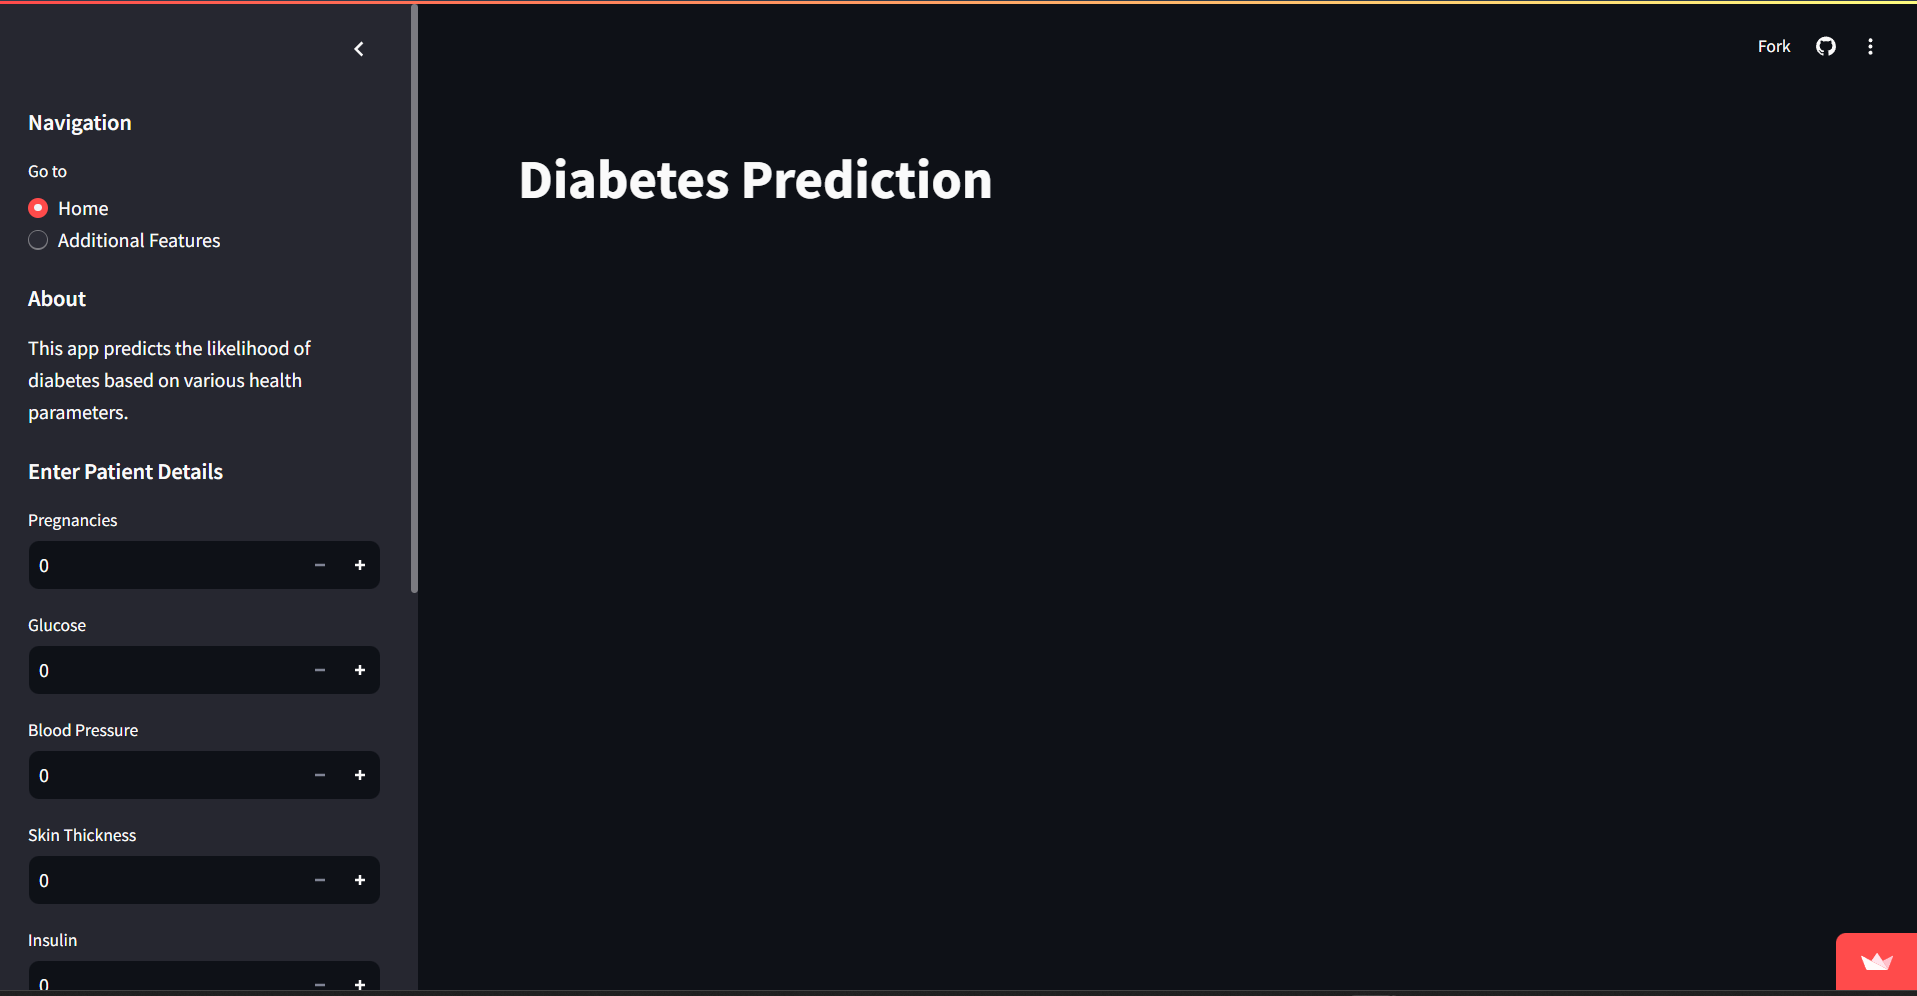 Fork
Navigation
Go to
Home
Additional Features
About
This app predicts the likelihood of
diabetes based on various health
parameters.
Enter Patient Details
Pregnancies
0
Glucose
0
Blood Pressure
0
Skin Thickness
0
Insulin
0
Diabetes Prediction